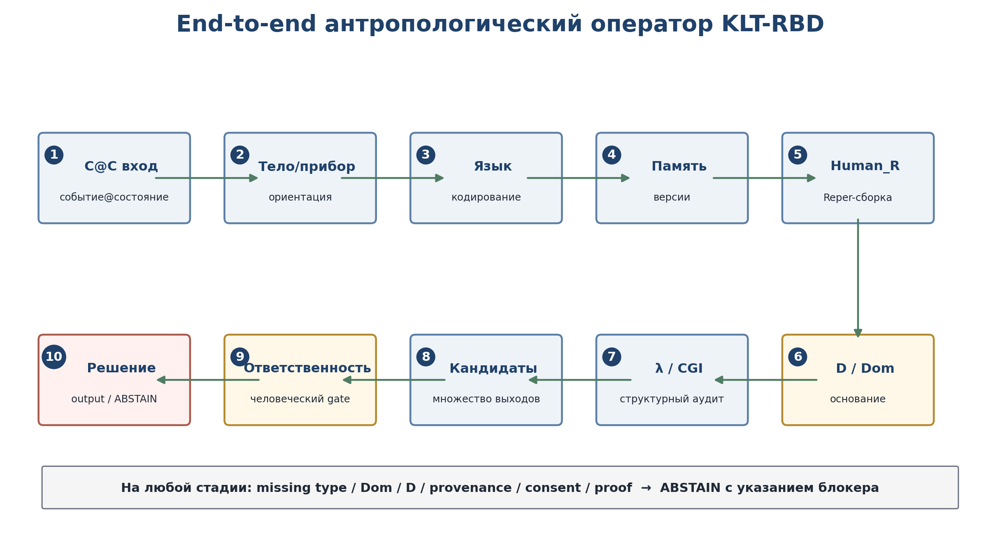 End-to-end антропологический оператор KLT-RBD
1
C@C вход
событие@состояние
2
Тело/прибор
ориентация
3
Язык
кодирование
4
Память
версии
5
Human_R
Reper-сборка
10
Решение
output / ABSTAIN
9
Ответственность
человеческий gate
8
Кандидаты
множество выходов
7
λ / CGI
структурный аудит
6
D / Dom
основание
На любой стадии: missing type / Dom / D / provenance / consent / proof → ABSTAIN с указанием блокера